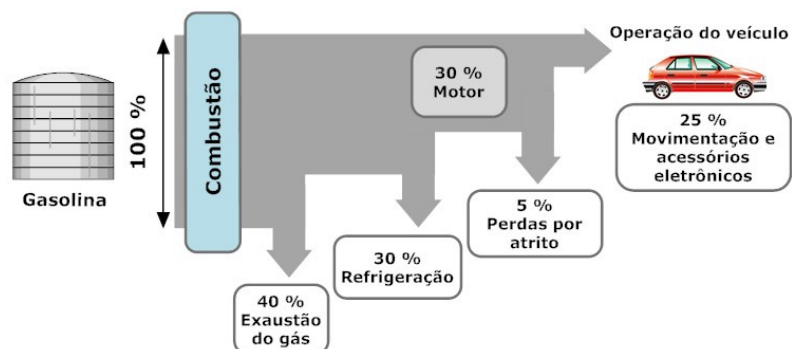 Gasolina
100 %
Combustão
40 %
Exaustão
do gás
30 %
Refrigeração
30 %
Motor
5 %
Perdas por
atrito
Operação do veículo
25 %
Movimentação e
acessórios
eletrônicos